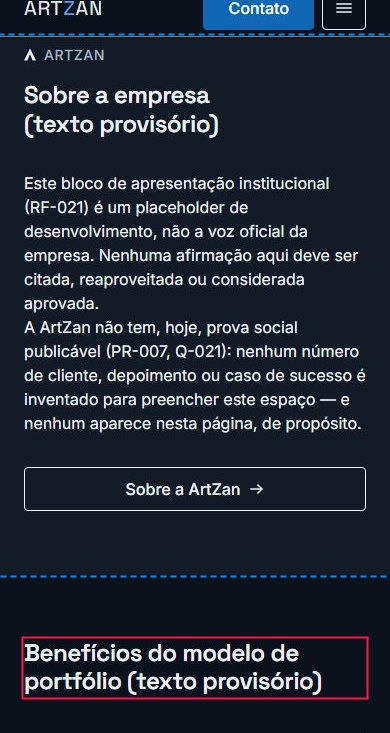 ARTZAN
Contato
ARTZAN
Sobre a empresa
(texto provisório)
Este bloco de apresentação institucional
(RF-021) é um placeholder de
desenvolvimento, não a voz oficial da
empresa. Nenhuma afirmação aqui deve ser
citada, reaproveitada ou considerada
aprovada.
A ArtZan não tem, hoje, prova social
publicável (PR-007, Q-021): nenhum número
de cliente, depoimento ou caso de sucesso é
inventado para preencher este espaço — e
nenhum aparece nesta página, de propósito.
Sobre a ArtZan →
Benefícios do modelo de
portfólio (texto provisório)